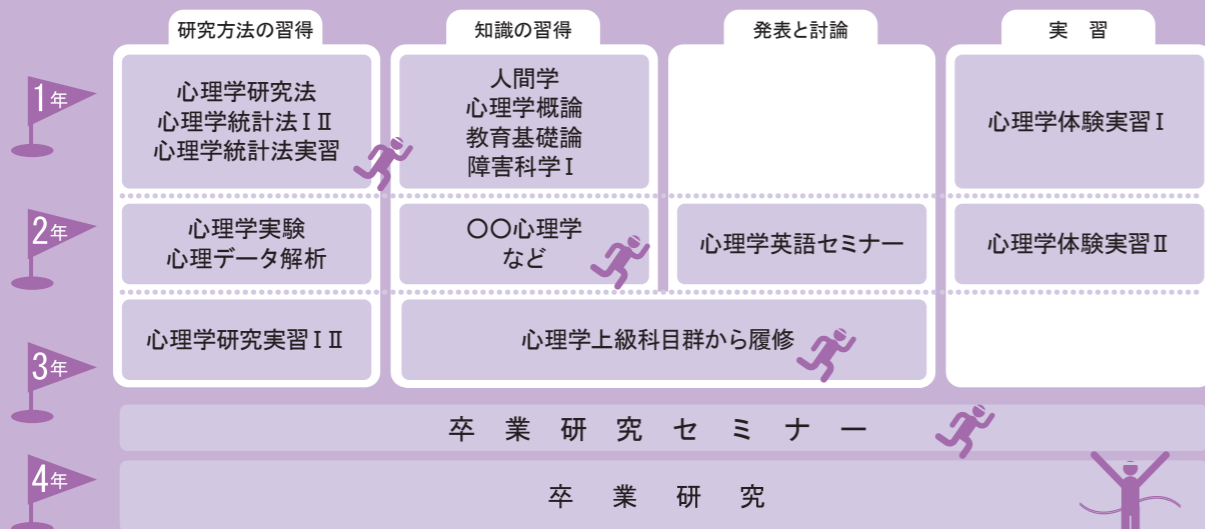 研究方法の習得
知識の習得
発表と討論
実　習
1年
心理学研究法
心理学統計法ⅠⅡ
心理学統計法実習
人間学
心理学概論
教育基礎論
障害科学Ⅰ
心理学体験実習Ⅰ
2年
心理学実験
心理データ解析
〇〇心理学
など
心理学英語セミナー
心理学体験実習Ⅱ
3年
心理学研究実習ⅠⅡ
心理学上級科目群から履修
卒業研究セミナー
4年
卒業研究